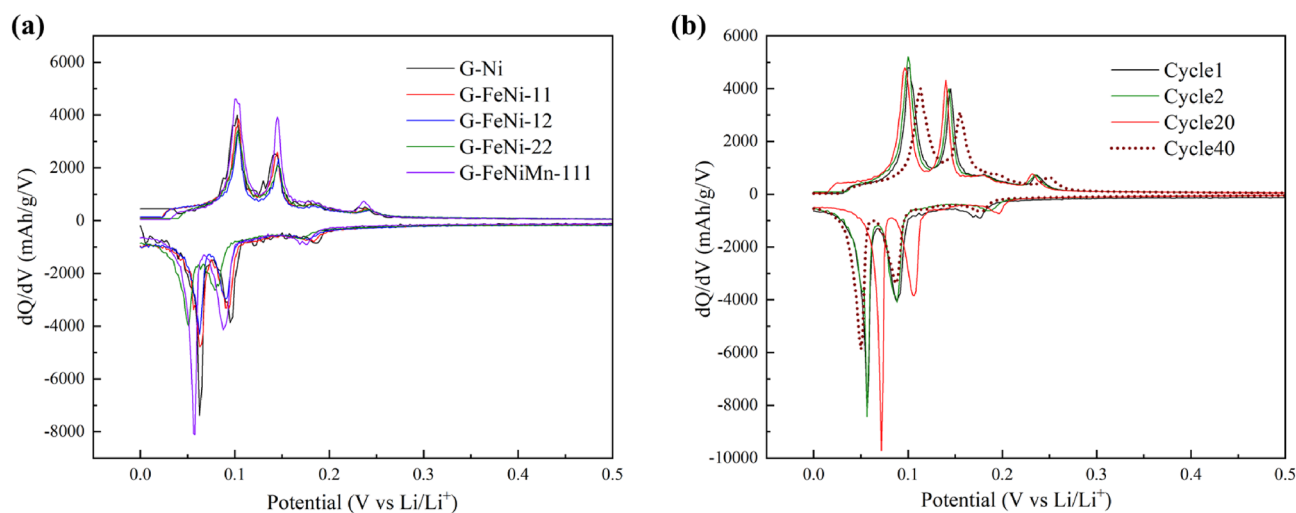 (a)
6000
4000
2000
0
-2000
-4000
-6000
-8000
dQ/dV (mAh/g/V)
0.0
0.1
0.2
0.3
0.4
0.5
Potential (V vs Li/Li⁺)
G-Ni
G-FeNi-11
G-FeNi-12
G-FeNi-22
G-FeNiMn-111
(b)
6000
4000
2000
0
-2000
-4000
-6000
-8000
-10000
dQ/dV (mAh/g/V)
0.0
0.1
0.2
0.3
0.4
0.5
Potential (V vs Li/Li⁺)
Cycle1
Cycle2
Cycle20
Cycle40